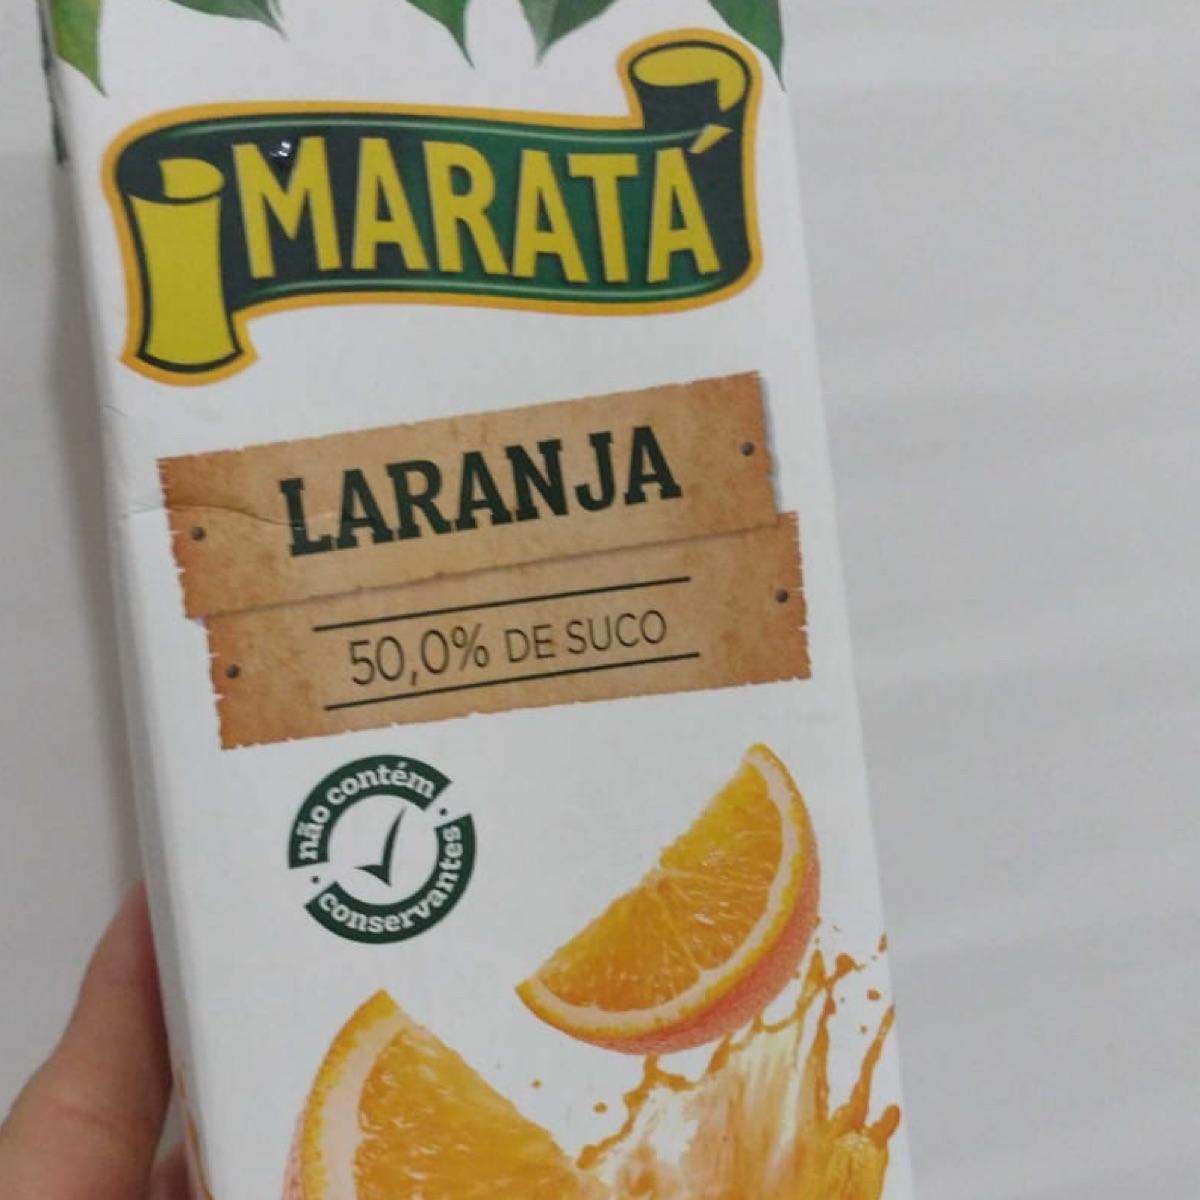 MARATÁ
LARANJA
50,0% DE SUCO
não contém
conservantes